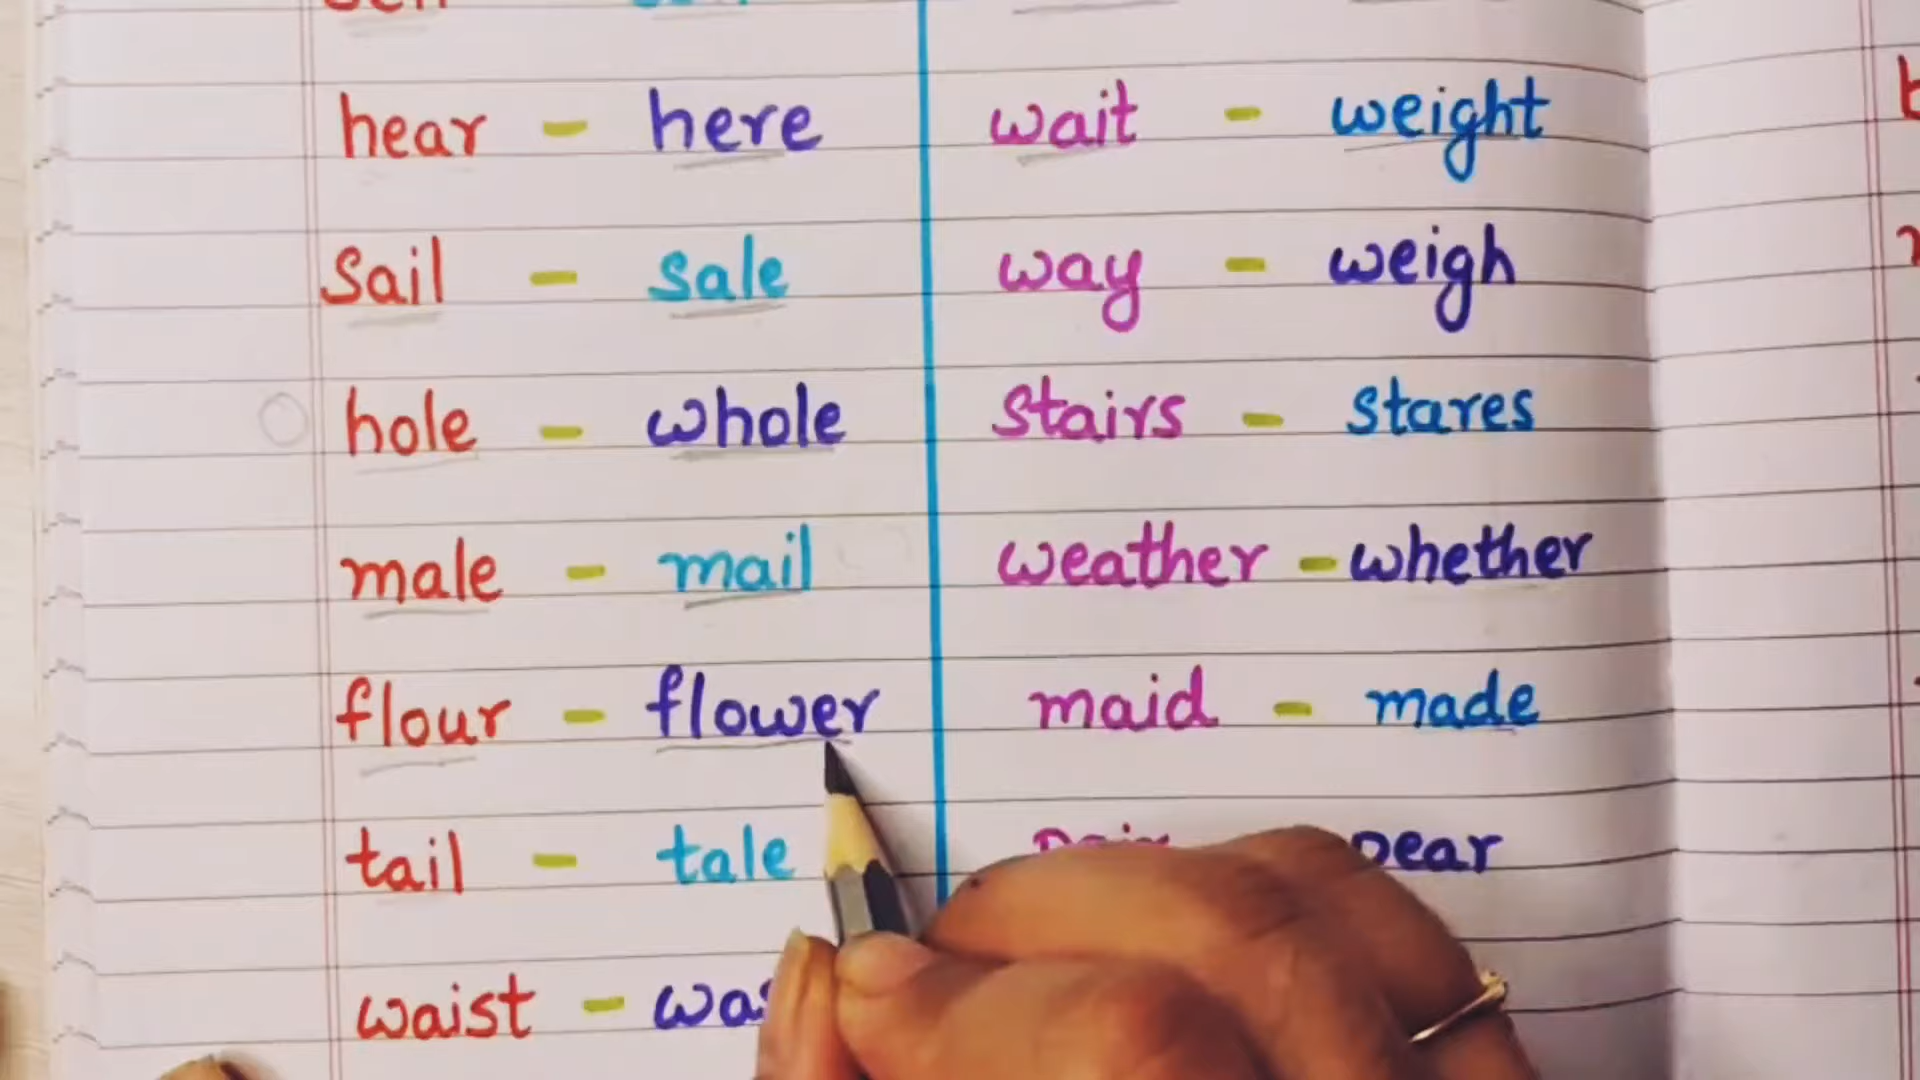 hear - here
Sail - sale
hole - whole
male - mail
flour - flower
tail - tale
waist -
wait - weight
way - weigh
Stairs - stares
weather - whether
maid - made
pear